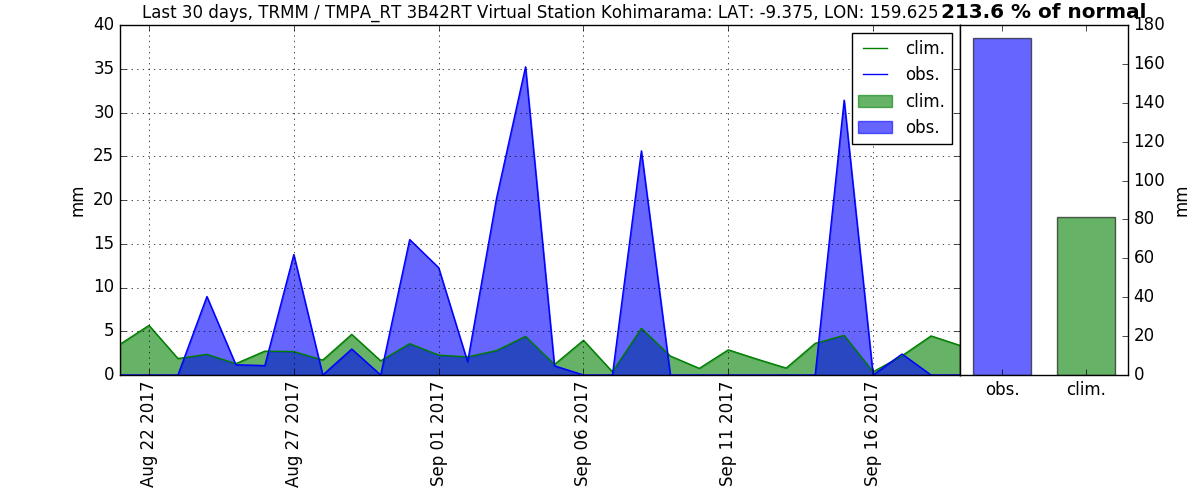 Last 30 days, TRMM / TMPA_RT 3B42RT Virtual Station Kohimarama: LAT: -9.375, LON: 159.625
213.6 % of normal
40
35
30
25
20
15
10
5
0
mm
clim.
obs.
clim.
obs.
Aug 22 2017
Aug 27 2017
Sep 01 2017
Sep 06 2017
Sep 11 2017
Sep 16 2017
180
160
140
120
100
80
60
40
20
0
mm
obs.
clim.